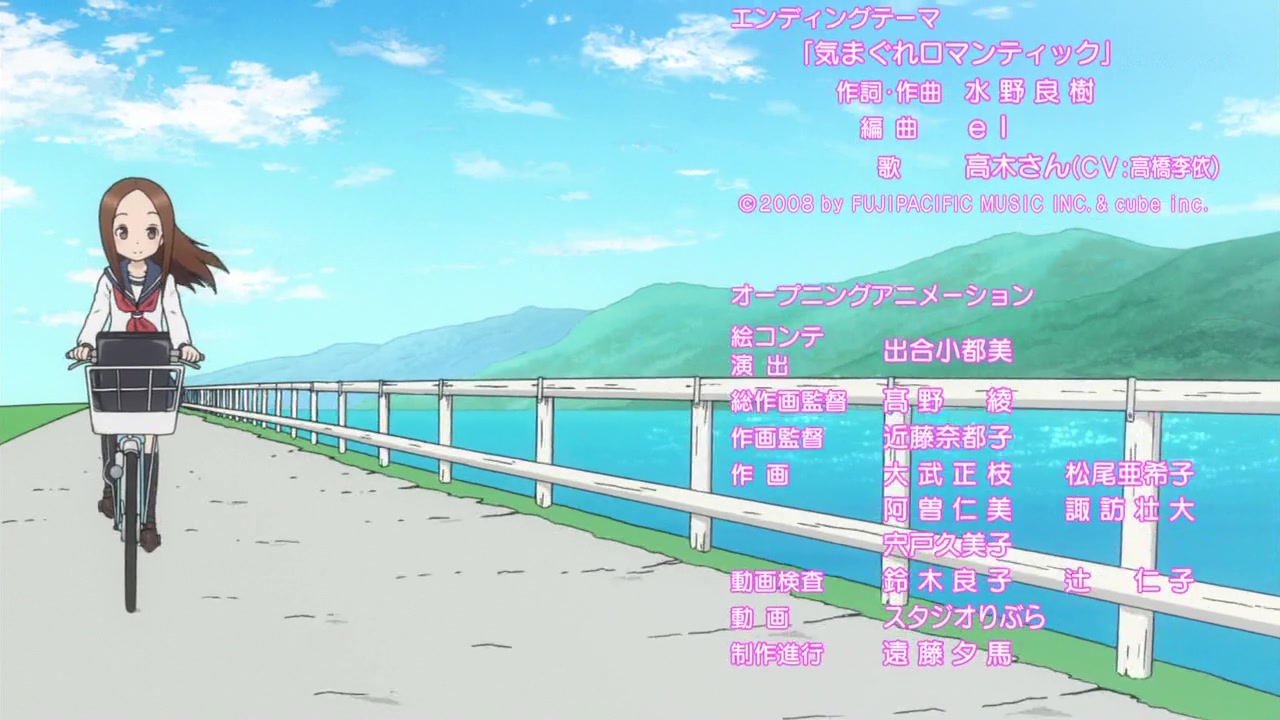 エンディングテーマ
「気まぐれロマンティック」
作詞・作曲 水野良樹
編曲 el
歌 高木さん(CV:高橋李依)
©2008 by FUJIPACIFIC MUSIC INC. & cube inc.
オープニングアニメーション
絵コンテ
演出 出合小都美
総作画監督 髙野 綾
作画監督 近藤奈都子
作画 大武正枝 松尾亜希子
阿曽仁美 諏訪壮大
宍戸久美子
動画検査 鈴木良子 辻 仁子
動画 スタジオりぶら
制作進行 遠藤夕馬